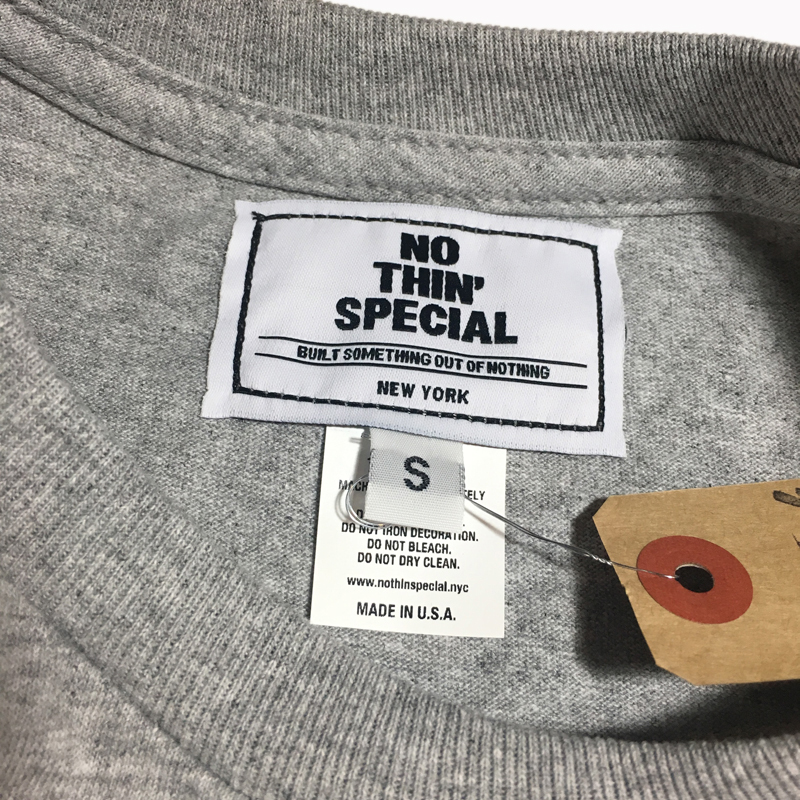 NO
THIN'
SPECIAL
BUILT SOMETHING OUT OF NOTHING
NEW YORK
S
DO NOT IRON DECORATION.
DO NOT BLEACH.
DO NOT DRY CLEAN.
www.nothinspecial.nyc
MADE IN U.S.A.